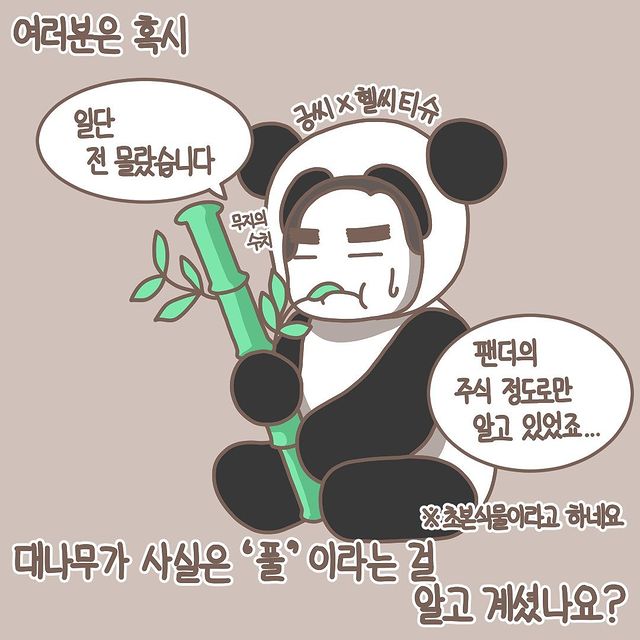 여러분은 혹시
긍씨 x 헬씨티슈
일단
전 몰랐습니다
무지의
수치
팬더의
주식 정도로만
알고 있었죠...
※초본식물이라고 하네요
대나무가 사실은 '풀' 이라는 걸
알고 계셨나요?